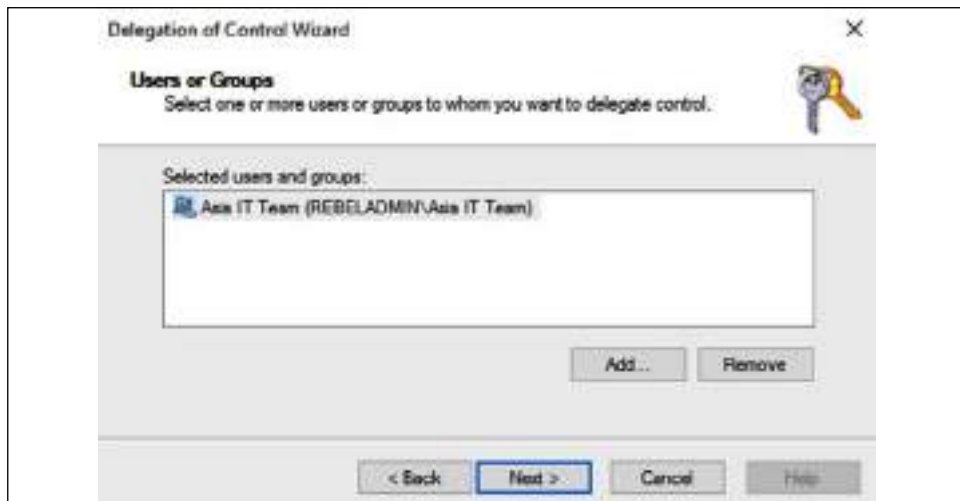 Delegation of Control Wizard
Users or Groups
Select one or more users or groups to whom you want to delegate control.
Selected users and groups:
Asia IT Team (REBELADMIN\Asia IT Team)
Add...
Remove
< Back
Next >
Cancel
Help